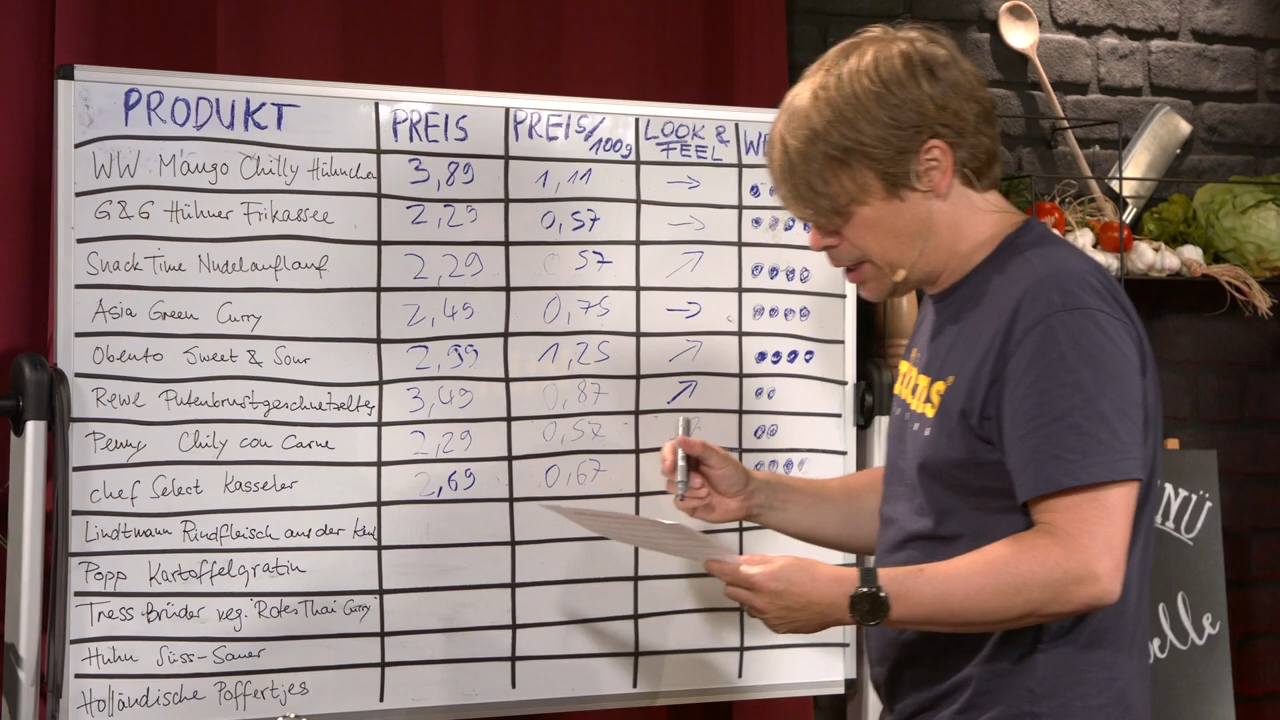 PRODUKT PREIS PREIS/100g LOOK & FEEL
WW Mango Chilly Hühnche 3,89 1,11 →
G&G Hühner Frikassee 2,29 0,57 →
Snack Time Nudelauflauf 2,29 57 ↗
Asia Green Curry 2,49 0,75 →
Obento Sweet & Sour 2,99 1,25 ↗
Rewe Putenbrustgeschnetzeltes 3,49 0,87 ↗
Penny Chily con Carne 2,29 0,57
Chef Select Kasseler 2,69 0,67
Lindtmann Rindfleisch aus der
Popp Kartoffelgratin
Tress Brüder veg. "Rotes Thai Curry"
Huhn Süss-Sauer
Holländische Poffertjes
NÜ
elle